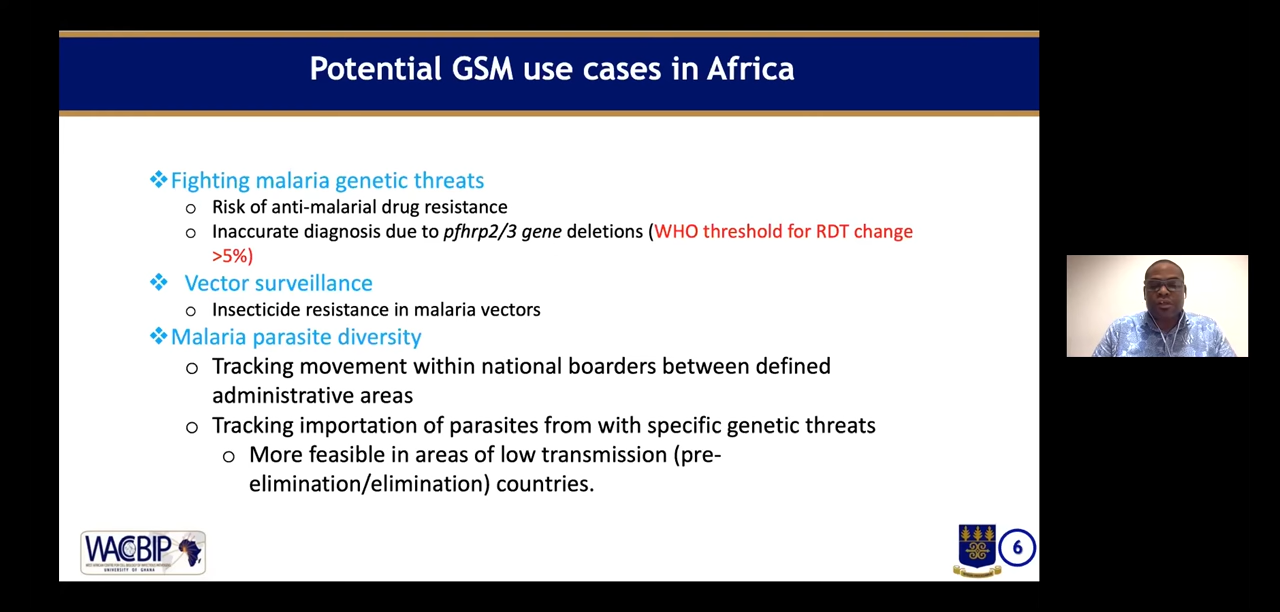 Potential GSM use cases in Africa
❖Fighting malaria genetic threats
o Risk of anti-malarial drug resistance
o Inaccurate diagnosis due to pfhrp2/3 gene deletions (WHO threshold for RDT change
>5%)
❖ Vector surveillance
o Insecticide resistance in malaria vectors
❖Malaria parasite diversity
o Tracking movement within national boarders between defined
administrative areas
o Tracking importation of parasites from with specific genetic threats
o More feasible in areas of low transmission (pre-
elimination/elimination) countries.
WACCBIP
UNIVERSITY OF GHANA
6